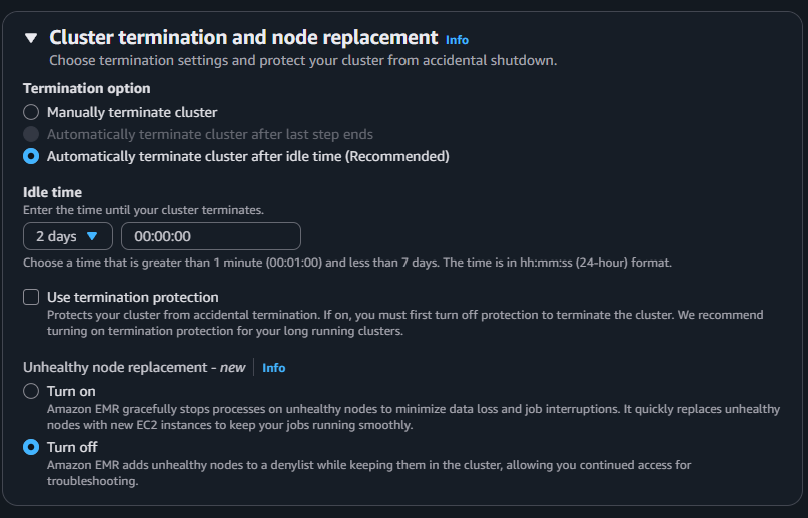 Cluster termination and node replacement Info
Choose termination settings and protect your cluster from accidental shutdown.
Termination option
Manually terminate cluster
Automatically terminate cluster after last step ends
Automatically terminate cluster after idle time (Recommended)
Idle time
Enter the time until your cluster terminates.
2 days 00:00:00
Choose a time that is greater than 1 minute (00:01:00) and less than 7 days. The time is in hh:mm:ss (24-hour) format.
Use termination protection
Protects your cluster from accidental termination. If on, you must first turn off protection to terminate the cluster. We recommend
turning on termination protection for your long running clusters.
Unhealthy node replacement - new Info
Turn on
Amazon EMR gracefully stops processes on unhealthy nodes to minimize data loss and job interruptions. It quickly replaces unhealthy
nodes with new EC2 instances to keep your jobs running smoothly.
Turn off
Amazon EMR adds unhealthy nodes to a denylist while keeping them in the cluster, allowing you continued access for
troubleshooting.